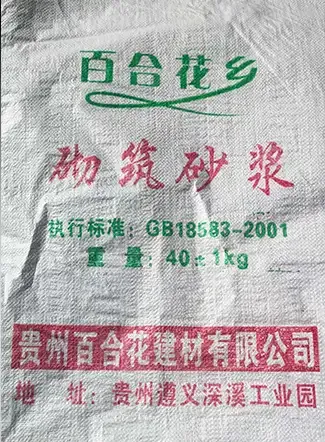 百合花乡
砌筑砂浆
执行标准：GB18583-2001
重量：40±1kg
贵州百合花建材有限公司
地址：贵州遵义深溪工业园